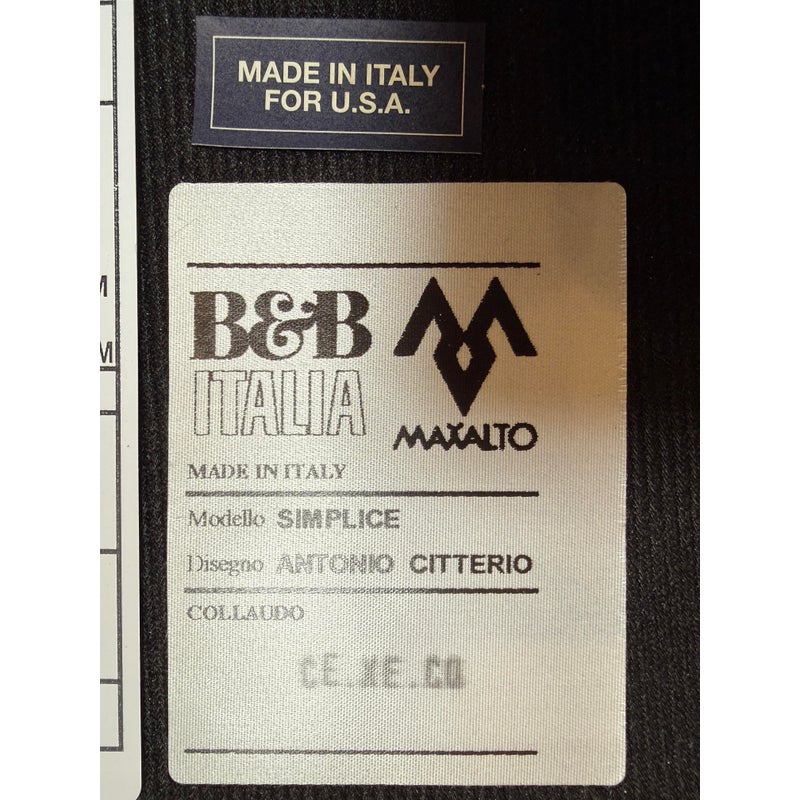 MADE IN ITALY
FOR U.S.A.
M
M
B&B
ITALIA
MAXALTO
MADE IN ITALY
Modello SIMPLICE
Disegno ANTONIO CITTERIO
COLLAUDO